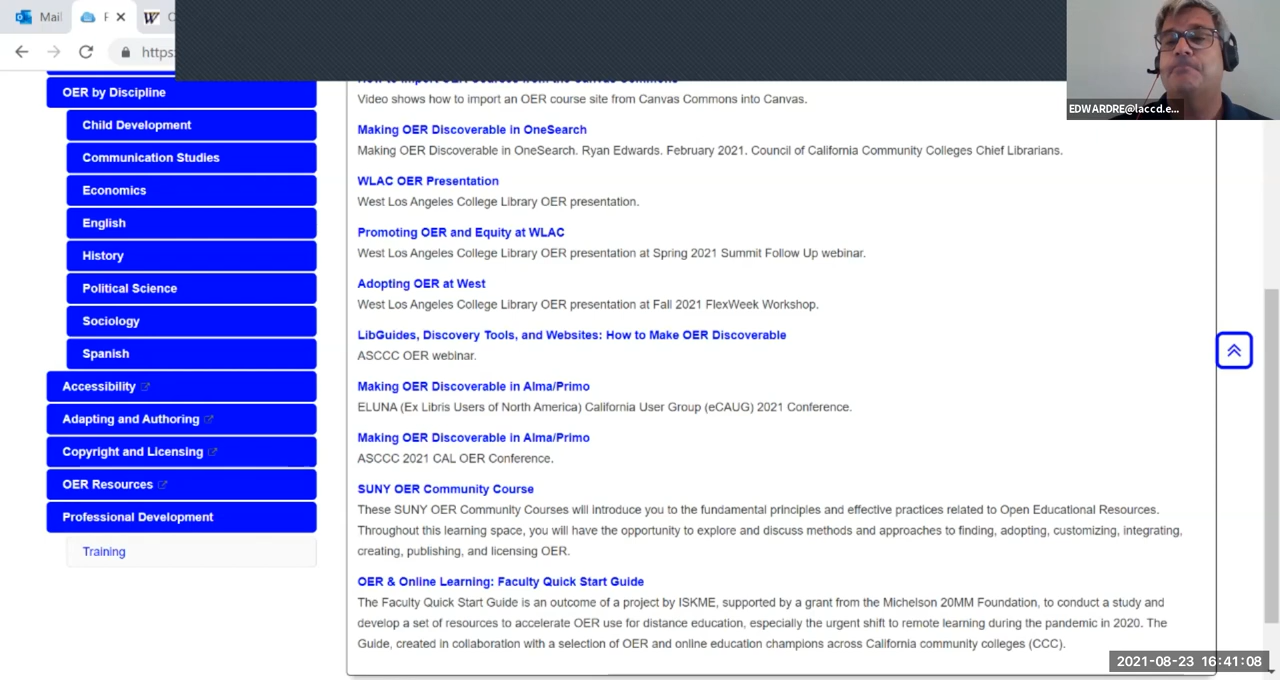 Mail
https:
EDWARDRE@laccd.e...
OER by Discipline
Child Development
Communication Studies
Economics
English
History
Political Science
Sociology
Spanish
Accessibility
Adapting and Authoring
Copyright and Licensing
OER Resources
Professional Development
Training
Video shows how to import an OER course site from Canvas Commons into Canvas.
Making OER Discoverable in OneSearch
Making OER Discoverable in OneSearch. Ryan Edwards. February 2021. Council of California Community Colleges Chief Librarians.
WLAC OER Presentation
West Los Angeles College Library OER presentation.
Promoting OER and Equity at WLAC
West Los Angeles College Library OER presentation at Spring 2021 Summit Follow Up webinar.
Adopting OER at West
West Los Angeles College Library OER presentation at Fall 2021 FlexWeek Workshop.
LibGuides, Discovery Tools, and Websites: How to Make OER Discoverable
ASCCC OER webinar.
Making OER Discoverable in Alma/Primo
ELUNA (Ex Libris Users of North America) California User Group (eCAUG) 2021 Conference.
Making OER Discoverable in Alma/Primo
ASCCC 2021 CAL OER Conference.
SUNY OER Community Course
These SUNY OER Community Courses will introduce you to the fundamental principles and effective practices related to Open Educational Resources.
Throughout this learning space, you will have the opportunity to explore and discuss methods and approaches to finding, adopting, customizing, integrating,
creating, publishing, and licensing OER.
OER & Online Learning: Faculty Quick Start Guide
The Faculty Quick Start Guide is an outcome of a project by ISKME, supported by a grant from the Michelson 20MM Foundation, to conduct a study and
develop a set of resources to accelerate OER use for distance education, especially the urgent shift to remote learning during the pandemic in 2020. The
Guide, created in collaboration with a selection of OER and online education champions across California community colleges (CCC).
2021-08-23 16:41:08